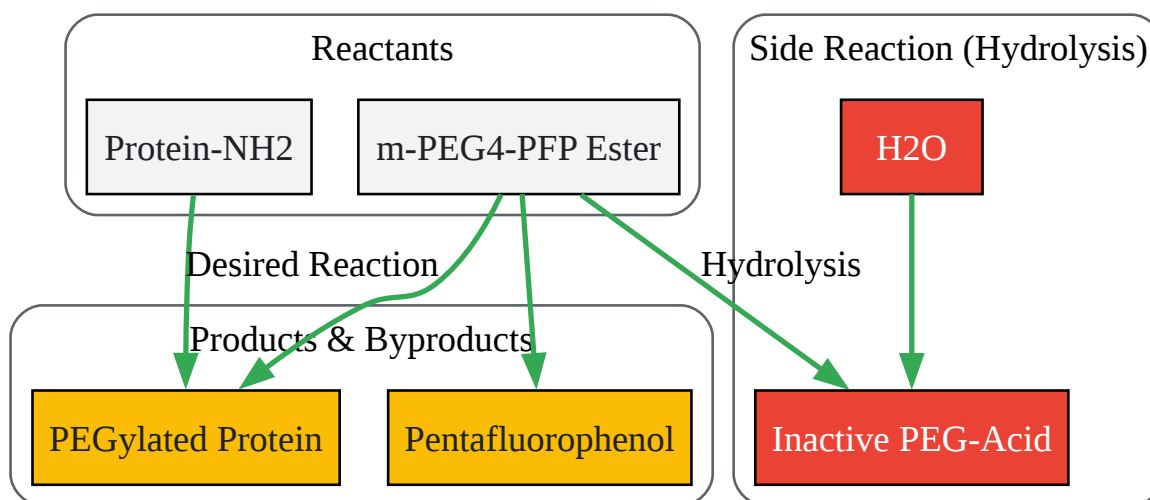 Reactants
Side Reaction (Hydrolysis)
Protein-NH2
m-PEG4-PFP Ester
H2O
Desired Reaction
Hydrolysis
Products & Byproducts
PEGylated Protein
Pentafluorophenol
Inactive PEG-Acid